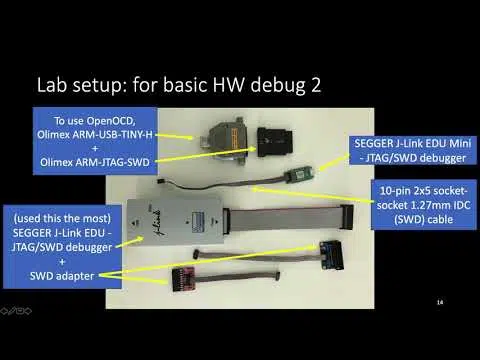 Lab setup: for basic HW debug 2
To use OpenOCD,
Olimex ARM-USB-TINY-H
+
Olimex ARM-JTAG-SWD
SEGGER J-Link EDU Mini
- JTAG/SWD debugger
10-pin 2x5 socket-
socket 1.27mm IDC
(SWD) cable
(used this the most)
SEGGER J-Link EDU -
JTAG/SWD debugger
+
SWD adapter
J-Link
14